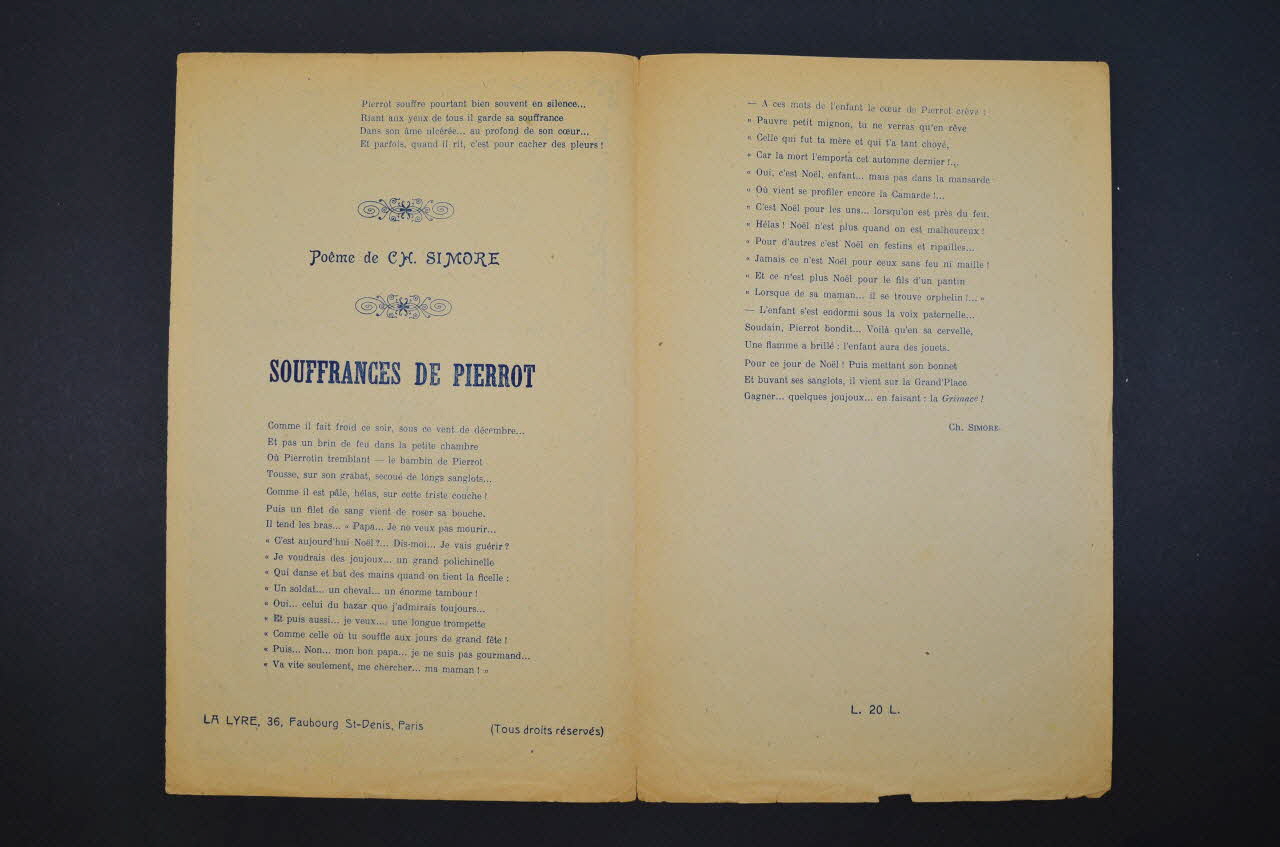 Pierrot souffre pourtant bien souvent en silence...
Riant aux yeux de tous il garde sa souffrance
Dans son âme ulcérée... au profond de son cœur...
Et parfois, quand il rit, c'est pour cacher des pleurs !
Poême de CH. SIMORE
SOUFFRANCES DE PIERROT
Comme il fait froid ce soir, sous ce vent de décembre...
Et pas un brin de feu dans la petite chambre
Où Pierrotin tremblant — le bambin de Pierrot
Tousse, sur son grabat, secoué de longs sanglots...
Comme il est pâle, hélas, sur cette triste couche !
Puis un filet de sang vient de roser sa bouche.
Il tend les bras... « Papa... Je no veux pas mourir...
« C'est aujourd'hui Noël ?... Dis-moi... Je vais guérir ?
« Je voudrais des joujoux... un grand polichinelle
« Qui danse et bat des mains quand on tient la ficelle :
« Un soldat... un cheval... un énorme tambour !
« Oui... celui du bazar que j'admirais toujours...
« Et puis aussi... je veux.... une longue trompette
« Comme celle où tu souffle aux jours de grand fête !
« Puis... Non... mon bon papa... je ne suis pas gourmand...
« Va vite seulement, me chercher... ma maman ! »
LA LYRE, 36, Faubourg St-Denis, Paris
(Tous droits réservés)
— A ces mots de l'enfant le cœur de Pierrot crève :
« Pauvre petit mignon, tu ne verras qu'en rêve
« Celle qui fut ta mère et qui t'a tant choyé,
« Car la mort l'emporta cet automne dernier !...
« Oui, c'est Noël, enfant... mais pas dans la mansarde
« Où vient se profiler encore la Camarde !...
« C'est Noël pour les uns... lorsqu'on est près du feu.
« Hélas ! Noël n'est plus quand on est malheureux !
« Pour d'autres c'est Noël en festins et ripailles...
« Jamais ce n'est Noël pour ceux sans feu ni maille !
« Et ce n'est plus Noël pour le fils d'un pantin
« Lorsque de sa maman... il se trouve orphelin !... »
— L'enfant s'est endormi sous la voix paternelle...
Soudain, Pierrot bondit... Voilà qu'en sa cervelle,
Une flamme a brillé : l'enfant aura des jouets.
Pour ce jour de Noël ! Puis mettant son bonnet
Et buvant ses sanglots, il vient sur la Grand'Place
Gagner... quelques joujoux... en faisant : la Grimace !
Ch. SIMORE
L. 20 L.